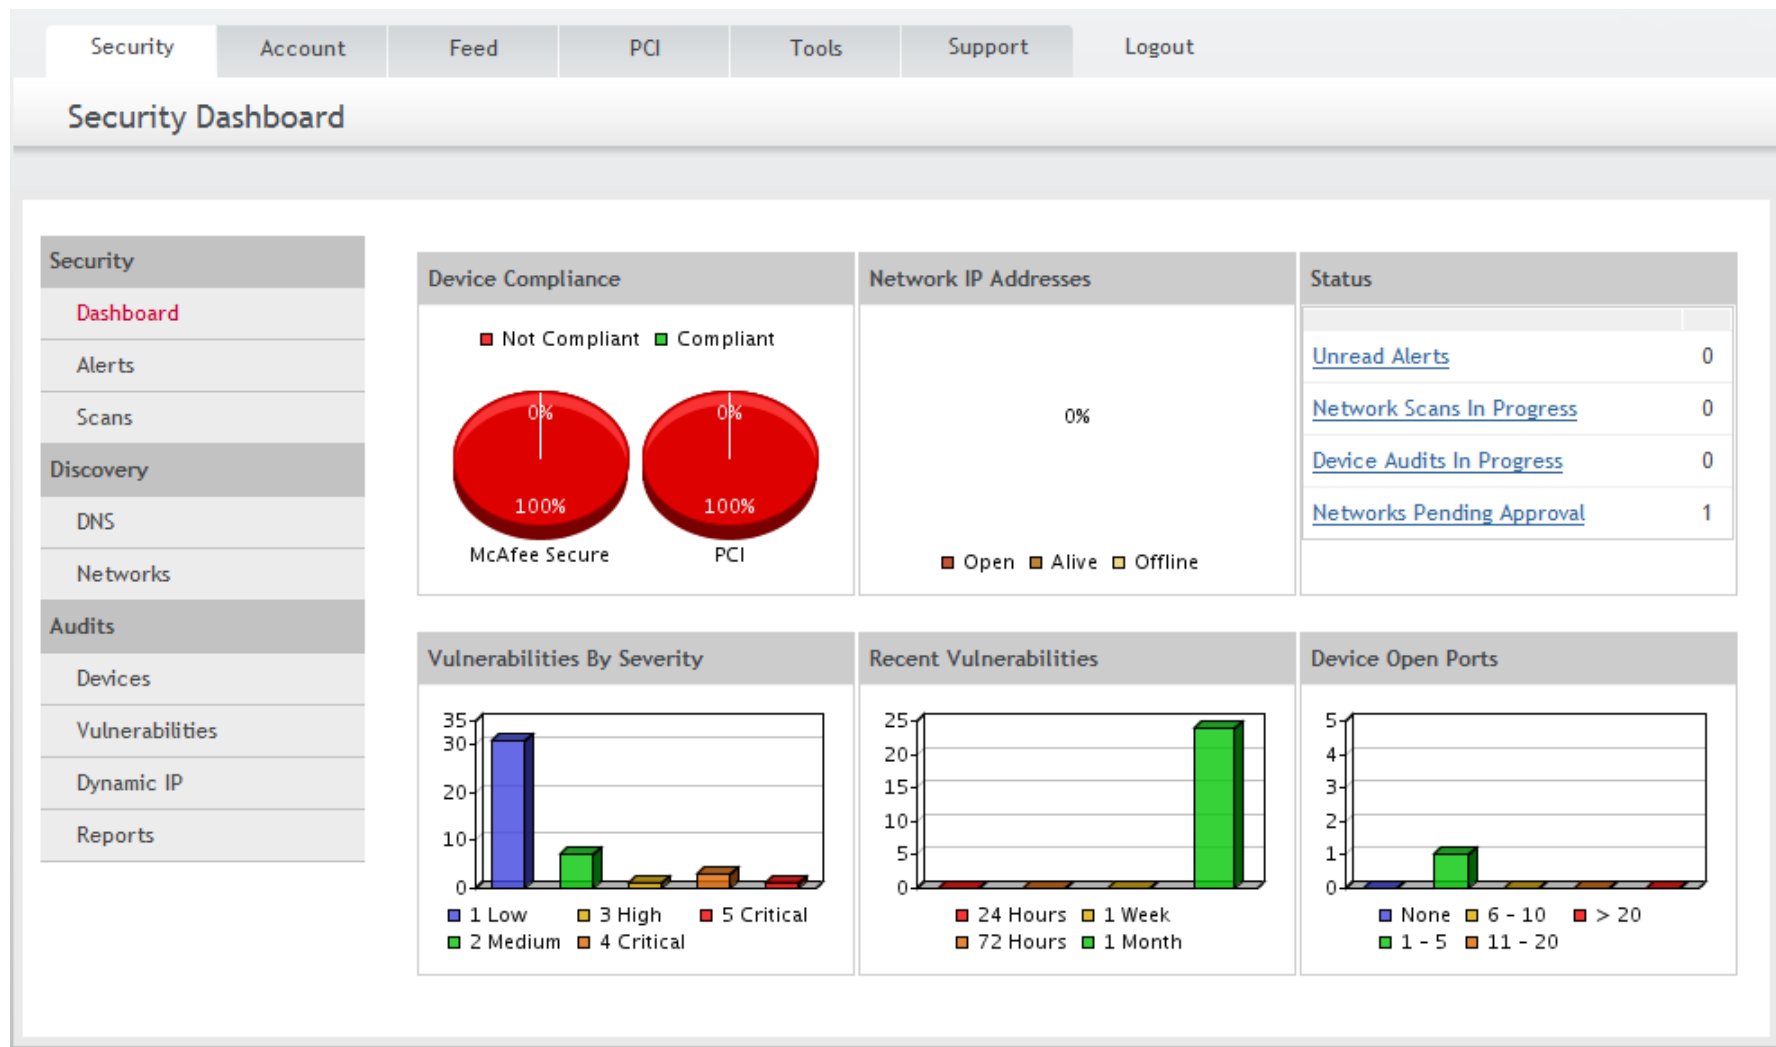 Security Account Feed PCI Tools Support Logout
Security Dashboard
Security
Dashboard
Alerts
Scans
Discovery
DNS
Networks
Audits
Devices
Vulnerabilities
Dynamic IP
Reports
Device Compliance
Not Compliant Compliant
0% 0%
100% 100%
McAfee Secure PCI
Network IP Addresses
0%
Open Alive Offline
Status
Unread Alerts 0
Network Scans In Progress 0
Device Audits In Progress 0
Networks Pending Approval 1
Vulnerabilities By Severity
35
30
20
10
0
1 Low 3 High 5 Critical
2 Medium 4 Critical
Recent Vulnerabilities
25
20
15
10
5
0
24 Hours 1 Week
72 Hours 1 Month
Device Open Ports
5
4
3
2
1
0
None 6 - 10 > 20
1 - 5 11 - 20